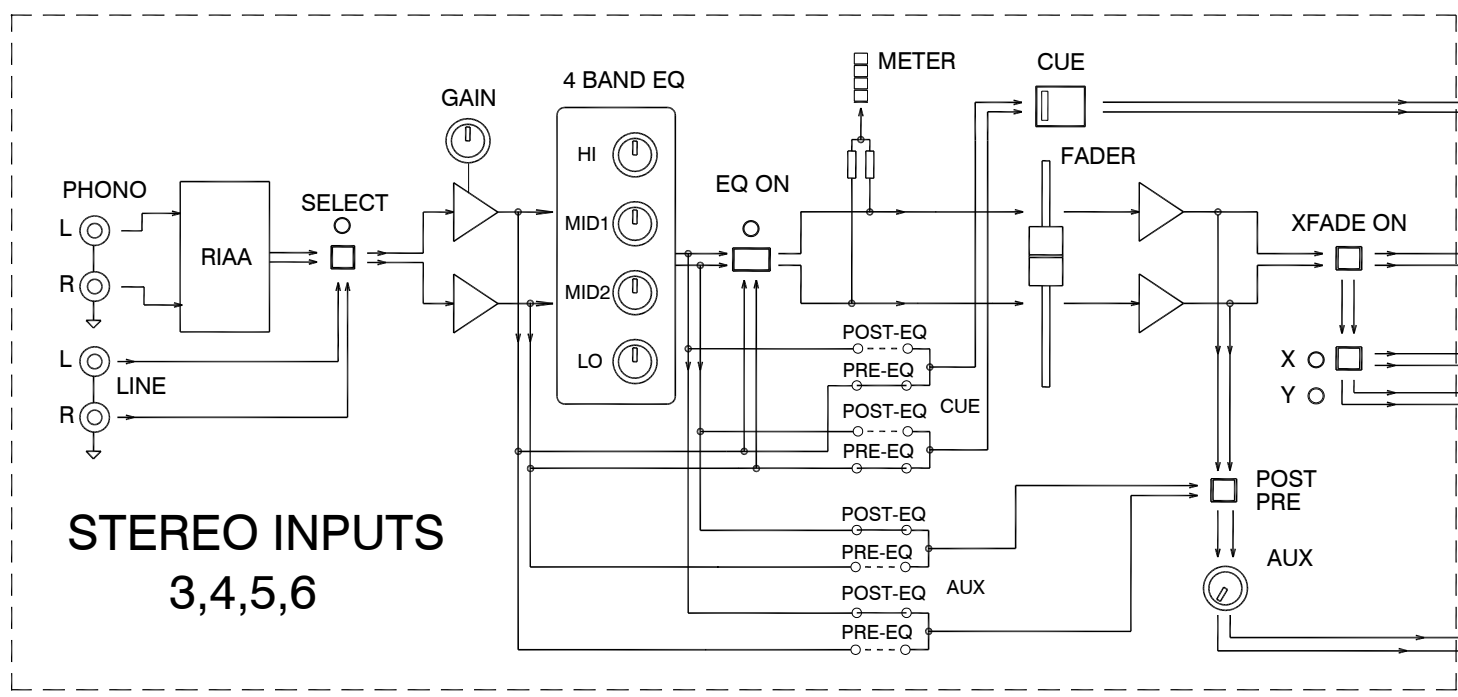 METER
CUE
4 BAND EQ
GAIN
HI
FADER
PHONO
EQ ON
SELECT
L
MID1
XFADE ON
RIAA
R
MID2
POST-EQ
L
LO
X
PRE-EQ
LINE
Y
R
POST-EQ
CUE
PRE-EQ
POST
PRE
STEREO INPUTS
3,4,5,6
POST-EQ
PRE-EQ
AUX
AUX
POST-EQ
PRE-EQ